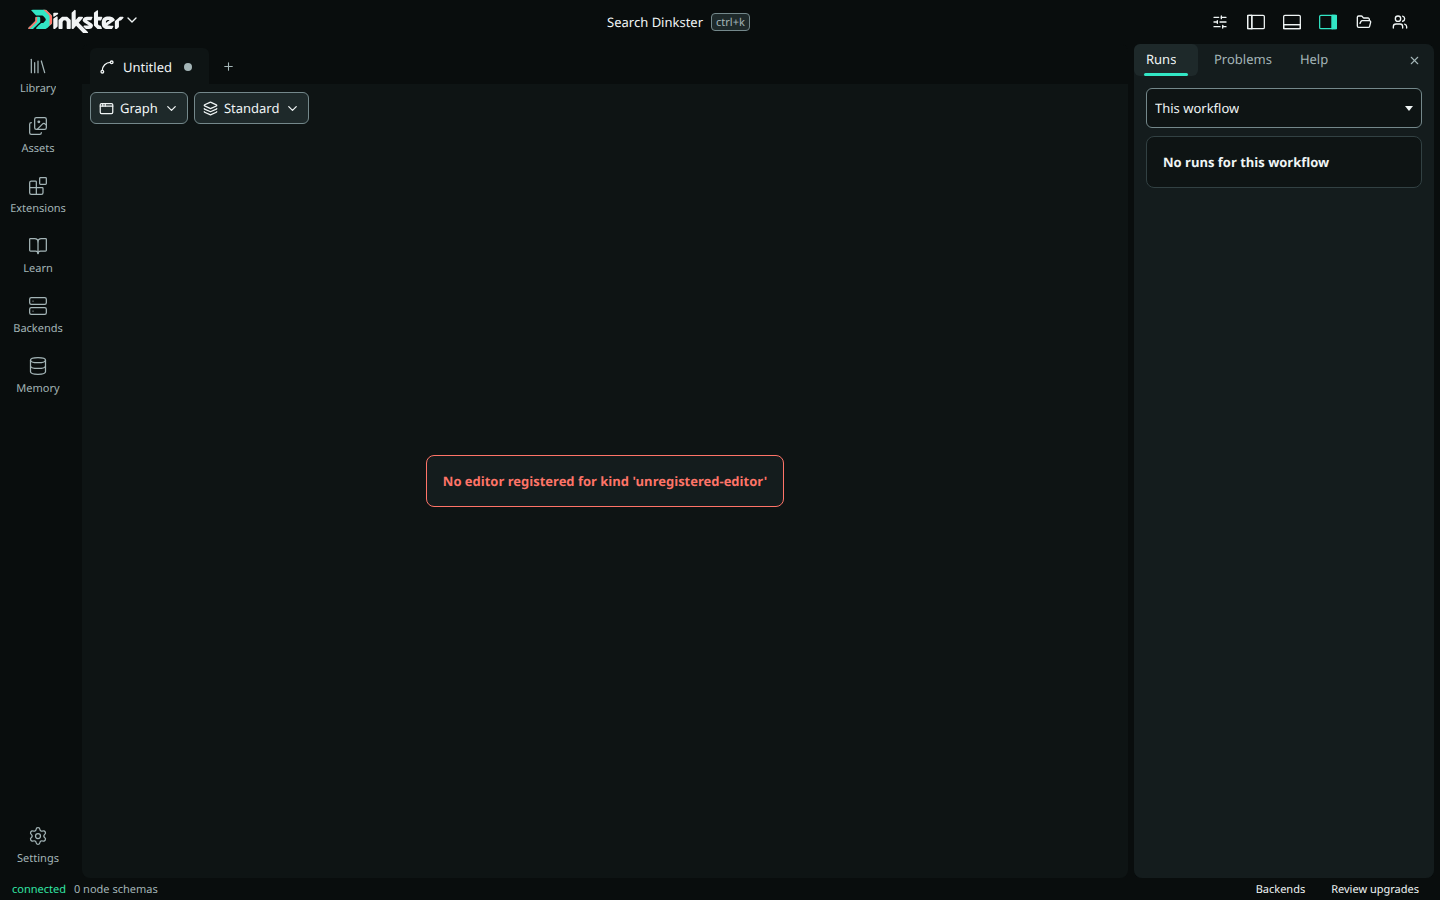 Dinkster
Search Dinkster ctrl+k
Library
Assets
Extensions
Learn
Backends
Memory
Settings
Untitled
Graph
Standard
No editor registered for kind 'unregistered-editor'
Runs Problems Help
This workflow
No runs for this workflow
connected 0 node schemas
Backends Review upgrades